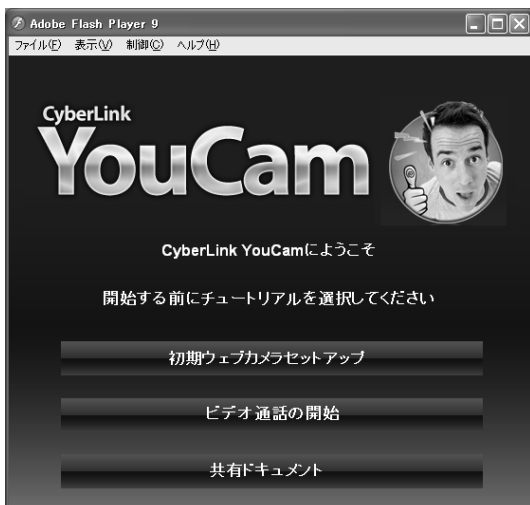 Adobe Flash Player 9
ファイル(F) 表示(V) 制御(C) ヘルプ(H)
CyberLink
YouCam
CyberLink YouCamにようこそ
開始する前にチュートリアルを選択してください
初期ウェブカメラセットアップ
ビデオ通話の開始
共有ドキュメント